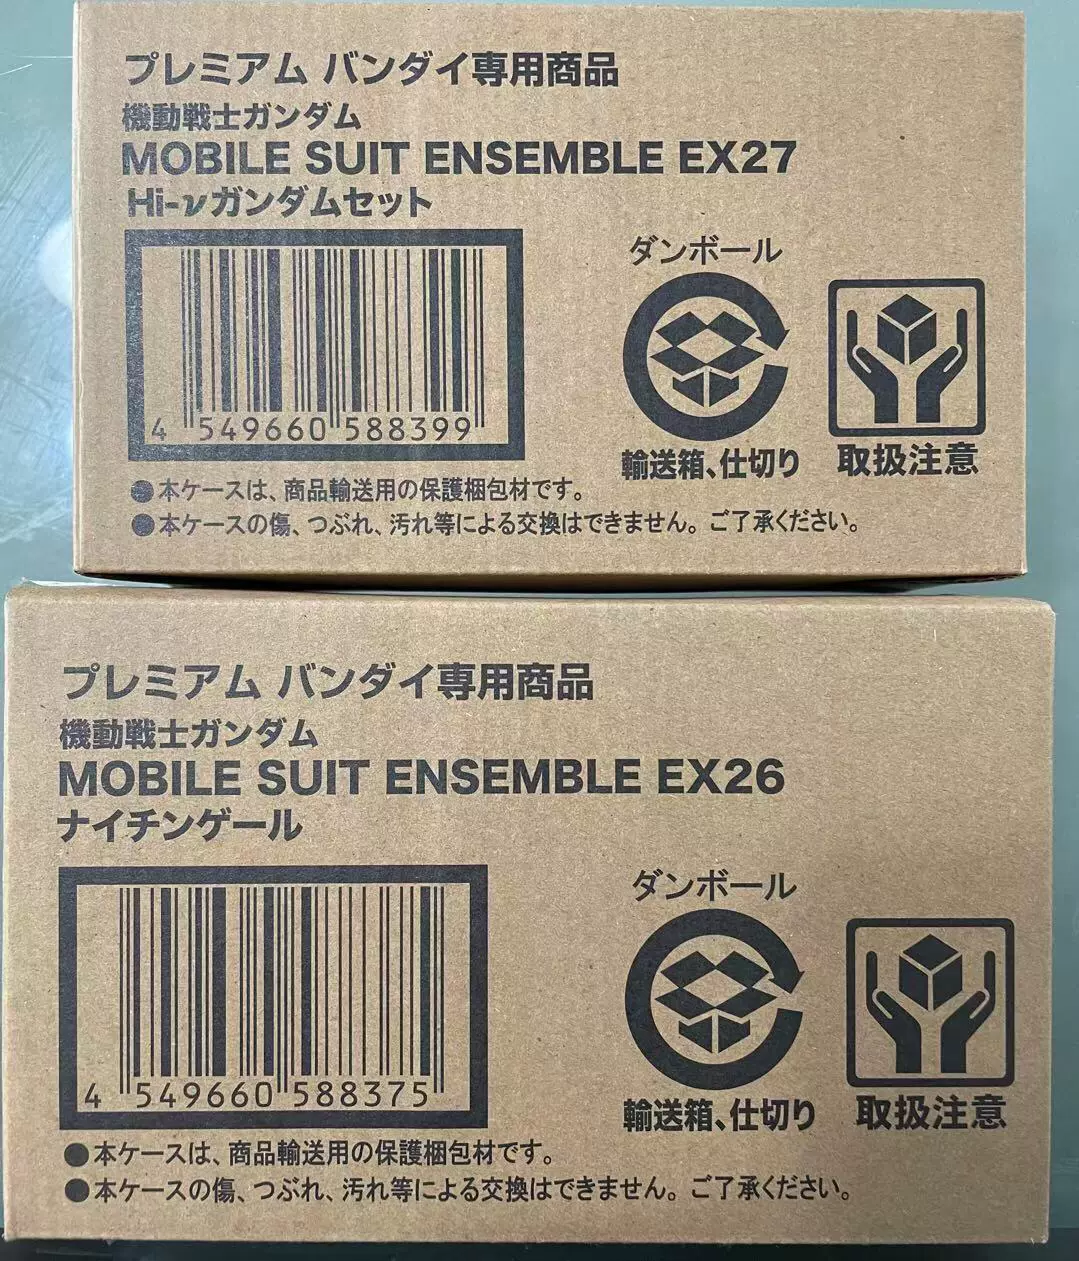 プレミアム バンダイ専用商品
機動戦士ガンダム
MOBILE SUIT ENSEMBLE EX27
Hi-νガンダムセット
ダンボール
4 549660 588399
輸送箱、仕切り
取扱注意
●本ケースは、商品輸送用の保護梱包材です。
●本ケースの傷、つぶれ、汚れ等による交換はできません。ご了承ください。
プレミアム バンダイ専用商品
機動戦士ガンダム
MOBILE SUIT ENSEMBLE EX26
ナイチンゲール
ダンボール
4 549660 588375
輸送箱、仕切り
取扱注意
●本ケースは、商品輸送用の保護梱包材です。
●本ケースの傷、つぶれ、汚れ等による交換はできません。ご了承ください。